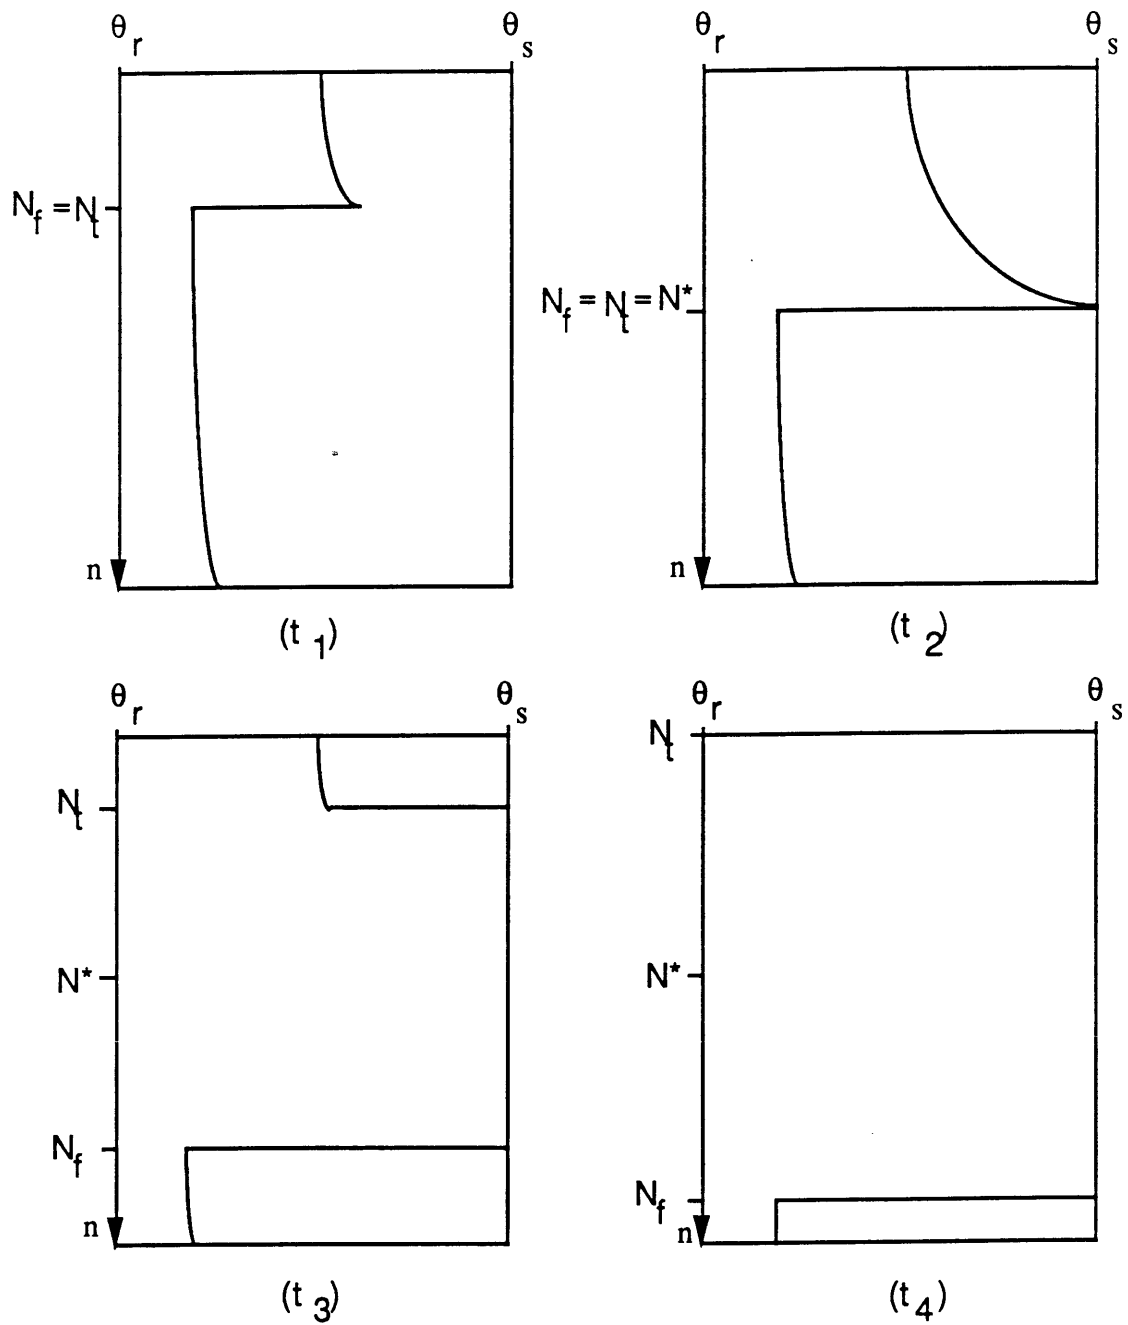 θr θs
Nf = Nt
n
(t1)
θr θs
Nf = Nt = N*
n
(t2)
θr θs
Nt
N*
Nf
n
(t3)
θr θs
Nt
N*
Nf
n
(t4)